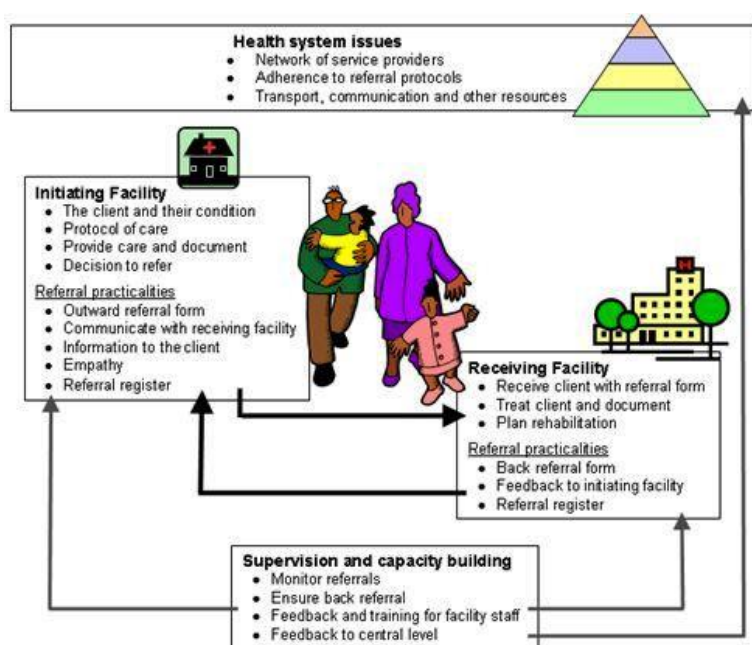 Health system issues
• Network of service providers
• Adherence to referral protocols
• Transport, communication and other resources
Initiating Facility
• The client and their condition
• Protocol of care
• Provide care and document
• Decision to refer
Referral practicalities
• Outward referral form
• Communicate with receiving facility
• Information to the client
• Empathy
• Referral register
H
Receiving Facility
• Receive client with referral form
• Treat client and document
• Plan rehabilitation
Referral practicalities
• Back referral form
• Feedback to initiating facility
• Referral register
Supervision and capacity building
• Monitor referrals
• Ensure back referral
• Feedback and training for facility staff
• Feedback to central level